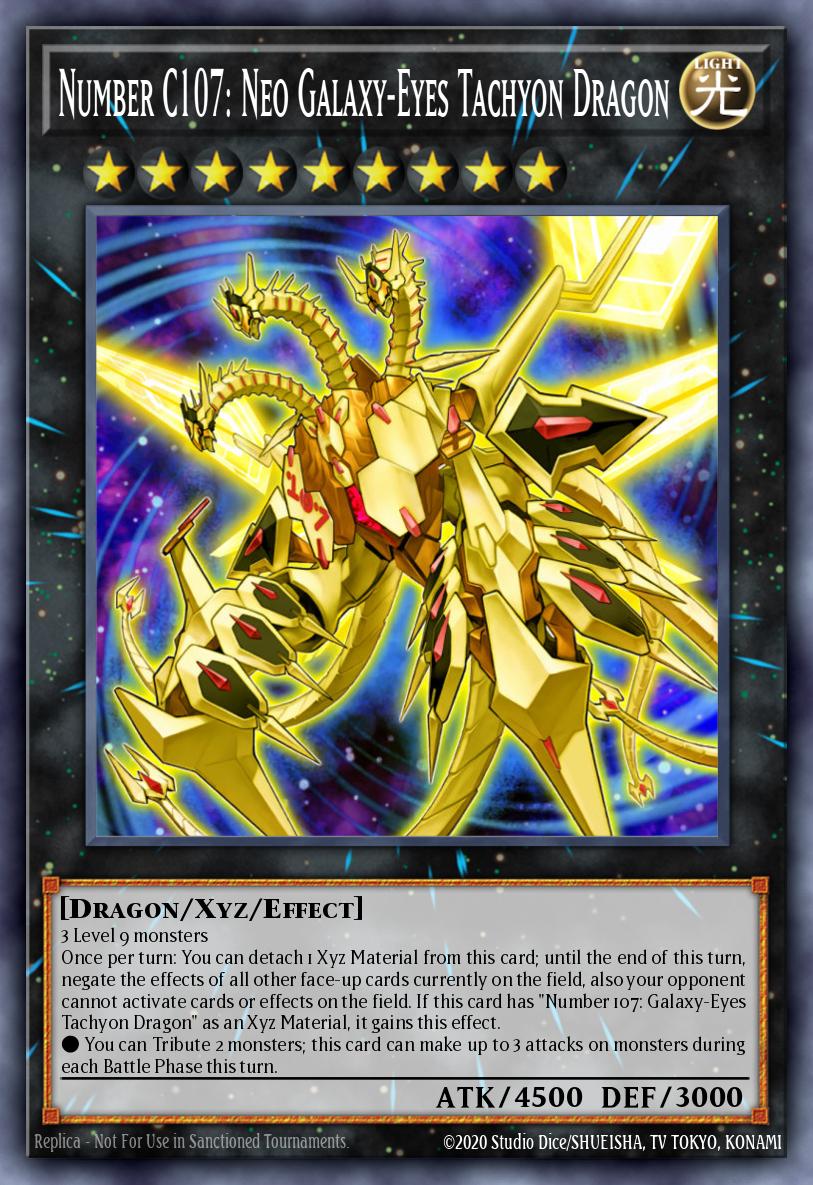 Number C107: Neo Galaxy-Eyes Tachyon Dragon
LIGHT
光
107
[Dragon/Xyz/Effect]
3 Level 9 monsters
Once per turn: You can detach 1 Xyz Material from this card; until the end of this turn,
negate the effects of all other face-up cards currently on the field, also your opponent
cannot activate cards or effects on the field. If this card has "Number 107: Galaxy-Eyes
Tachyon Dragon" as an Xyz Material, it gains this effect.
● You can Tribute 2 monsters; this card can make up to 3 attacks on monsters during
each Battle Phase this turn.
ATK/4500 DEF/3000
Replica - Not For Use in Sanctioned Tournaments.
©2020 Studio Dice/SHUEISHA, TV TOKYO, KONAMI